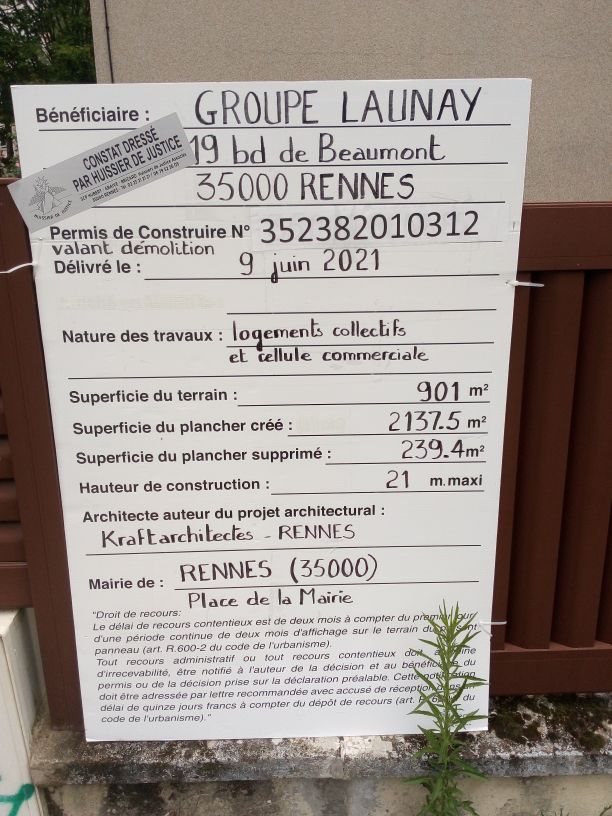 Bénéficiaire : GROUPE LAUNAY
CONSTAT DRESSÉ
PAR HUISSIER DE JUSTICE
HUISSIER DE JUSTICE
19 bd de Beaumont
35000 RENNES
Permis de Construire N° 352382010312
valant démolition
Délivré le : 9 juin 2021
Nature des travaux : logements collectifs
et cellule commerciale
Superficie du terrain : 901 m²
Superficie du plancher créé : 2137.5 m²
Superficie du plancher supprimé : 239.4 m²
Hauteur de construction : 21 m.maxi
Architecte auteur du projet architectural :
Kraftarchitectes - RENNES
Mairie de : RENNES (35000)
Place de la Mairie
"Droit de recours:
Le délai de recours contentieux est de deux mois à compter du premier jour
d'une période continue de deux mois d'affichage sur le terrain du
panneau (art. R.600-2 du code de l'urbanisme).
Tout recours administratif ou tout recours contentieux doit, à
d'irrecevabilité, être notifié à l'auteur de la décision et au bénéficiaire du
permis ou de la décision prise sur la déclaration préalable. Cette notification
doit être adressée par lettre recommandée avec accusé de réception
délai de quinze jours francs à compter du dépôt de recours (art. du
code de l'urbanisme)."